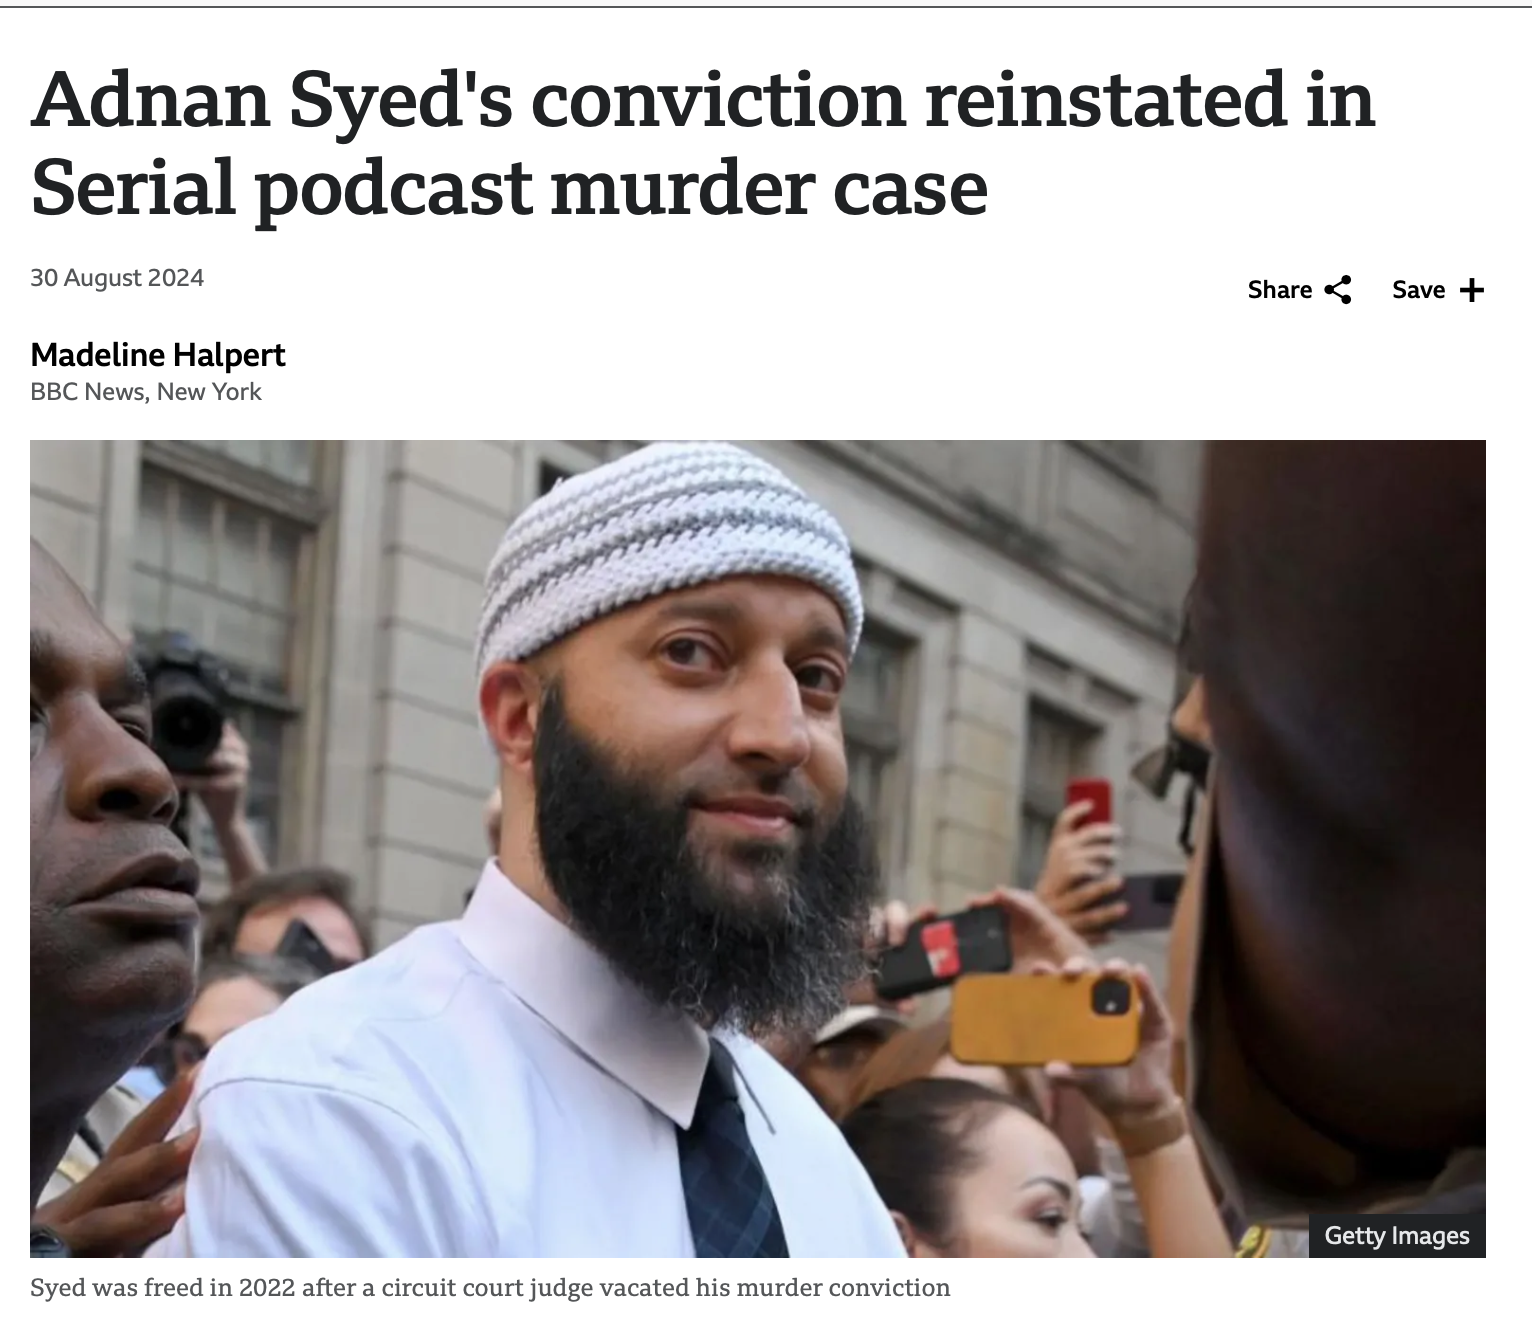 Adnan Syed's conviction reinstated in
Serial podcast murder case
30 August 2024
Share
Save
Madeline Halpert
BBC News, New York
Getty Images
Syed was freed in 2022 after a circuit court judge vacated his murder conviction